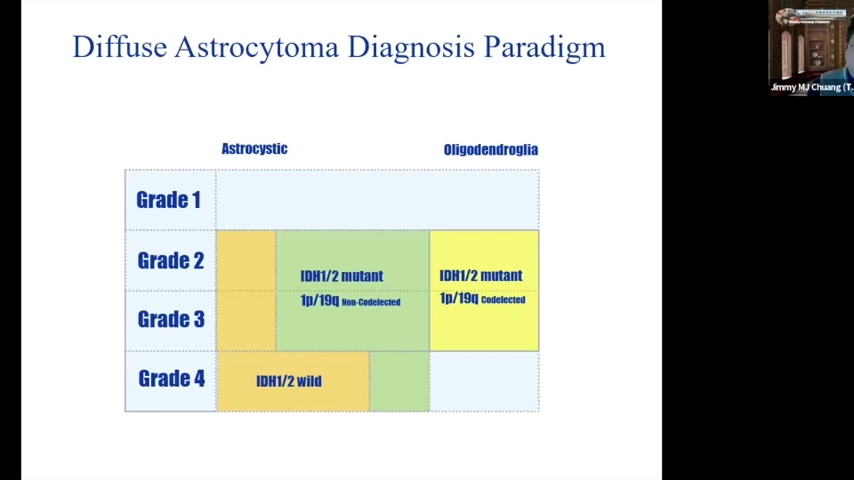 Diffuse Astrocytoma Diagnosis Paradigm
Astrocystic
Oligodendroglia
Grade 1
Grade 2
IDH1/2 mutant
IDH1/2 mutant
1p/19q Non-Codelected
1p/19q Codelected
Grade 3
Grade 4
IDH1/2 wild
Jimmy MJ Chuang (T...